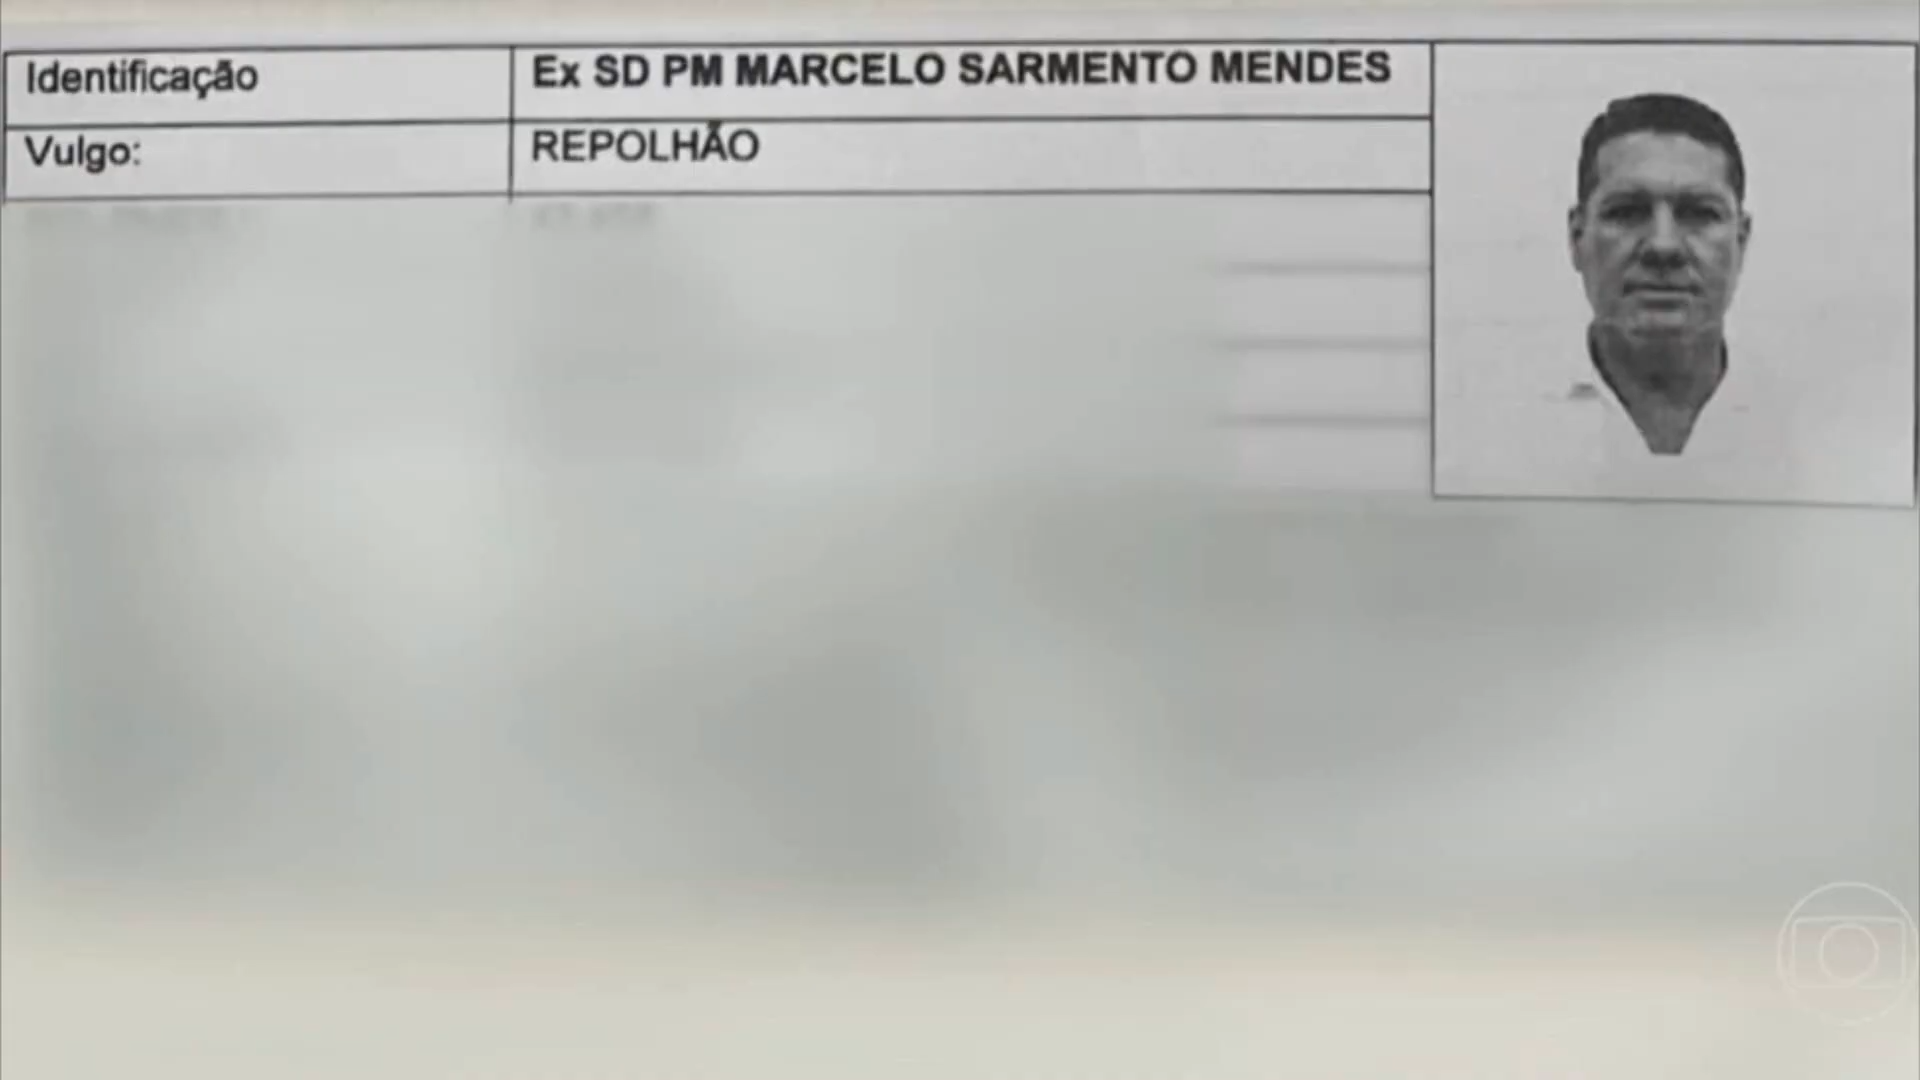 Identificação
Ex SD PM MARCELO SARMENTO MENDES
Vulgo:
REPOLHÃO